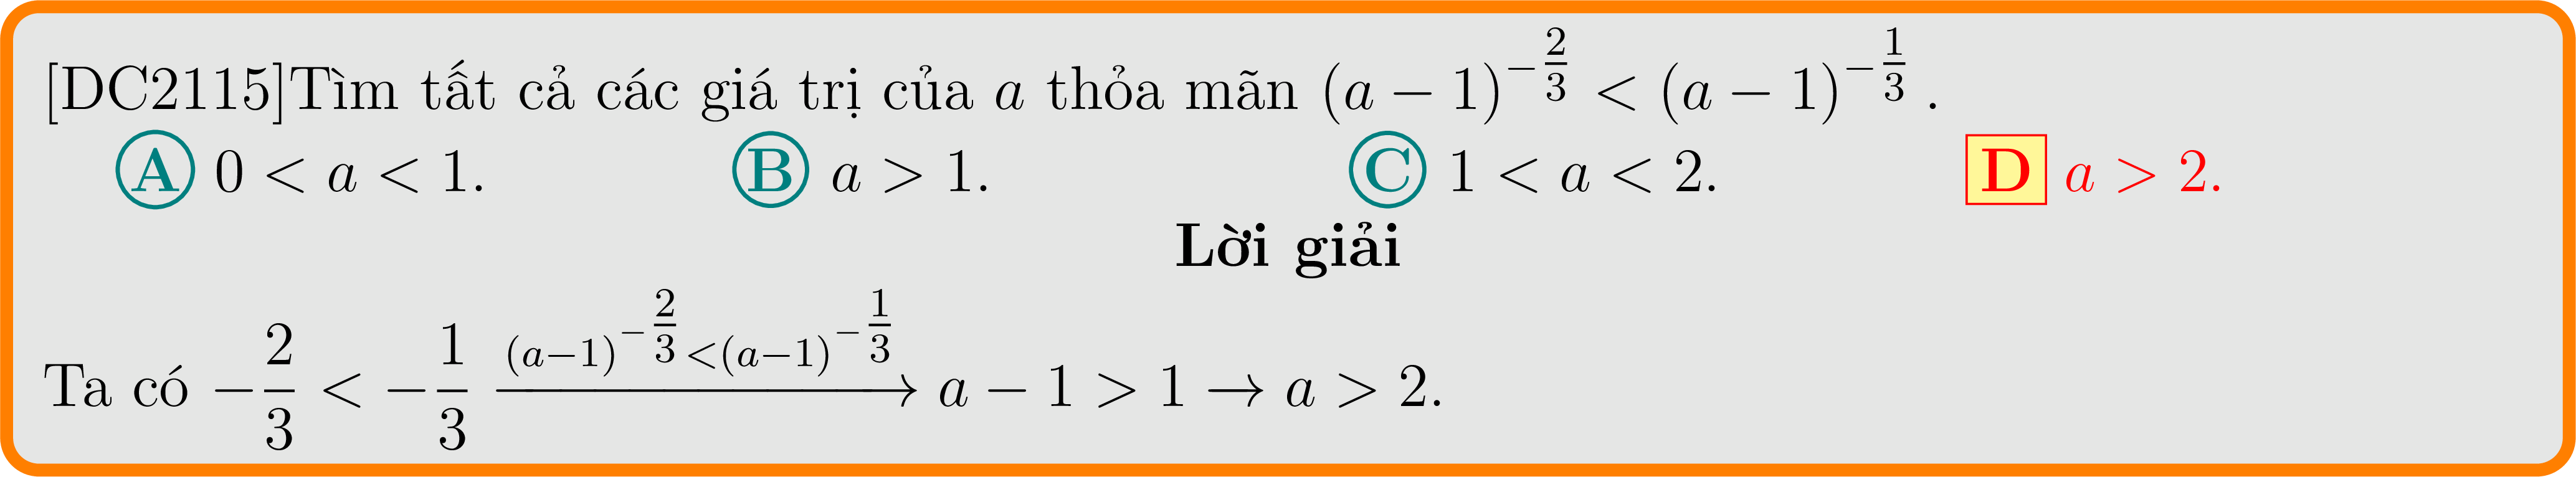 [DC2115]Tìm tất cả các giá trị của $a$ thỏa mãn $(a-1)^{-\frac{2}{3}} < (a-1)^{-\frac{1}{3}}$.
A $0 < a < 1$. B $a > 1$. C $1 < a < 2$. D $a > 2$.
Lời giải
Ta có $-\frac{2}{3} < -\frac{1}{3} \xrightarrow{(a-1)^{-\frac{2}{3}} < (a-1)^{-\frac{1}{3}}} a - 1 > 1 \rightarrow a > 2$.